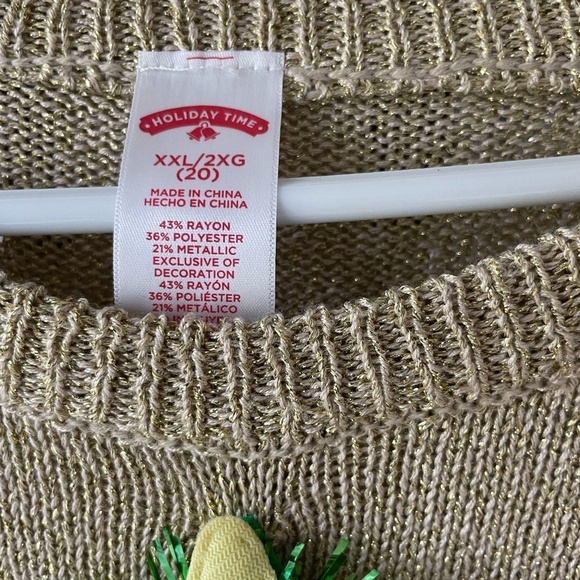 HOLIDAY TIME
XXL/2XG
(20)
MADE IN CHINA
HECHO EN CHINA
43% RAYON
36% POLYESTER
21% METALLIC
EXCLUSIVE OF
DECORATION
43% RAYÓN
36% POLIÉSTER
21% METÁLICO